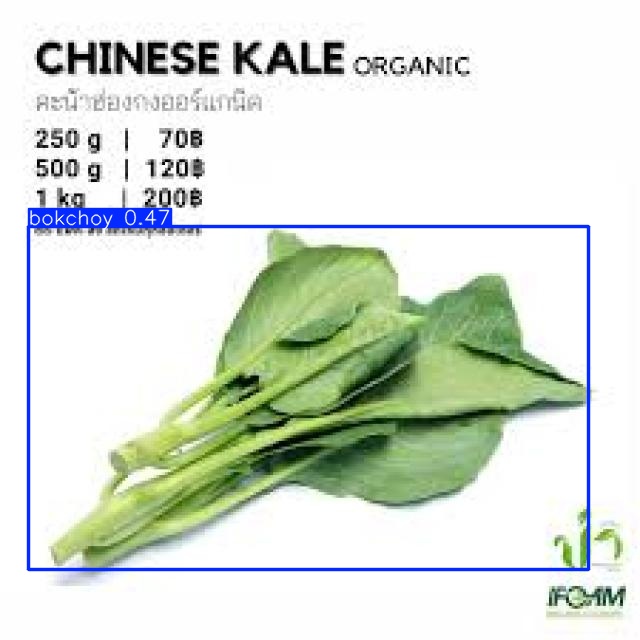 CHINESE KALE ORGANIC
คะน้าฮ่องกงออร์แกนิค
250 g | 70฿
500 g | 120฿
1 kg | 200฿
bokchoy 0.47
IFOAM